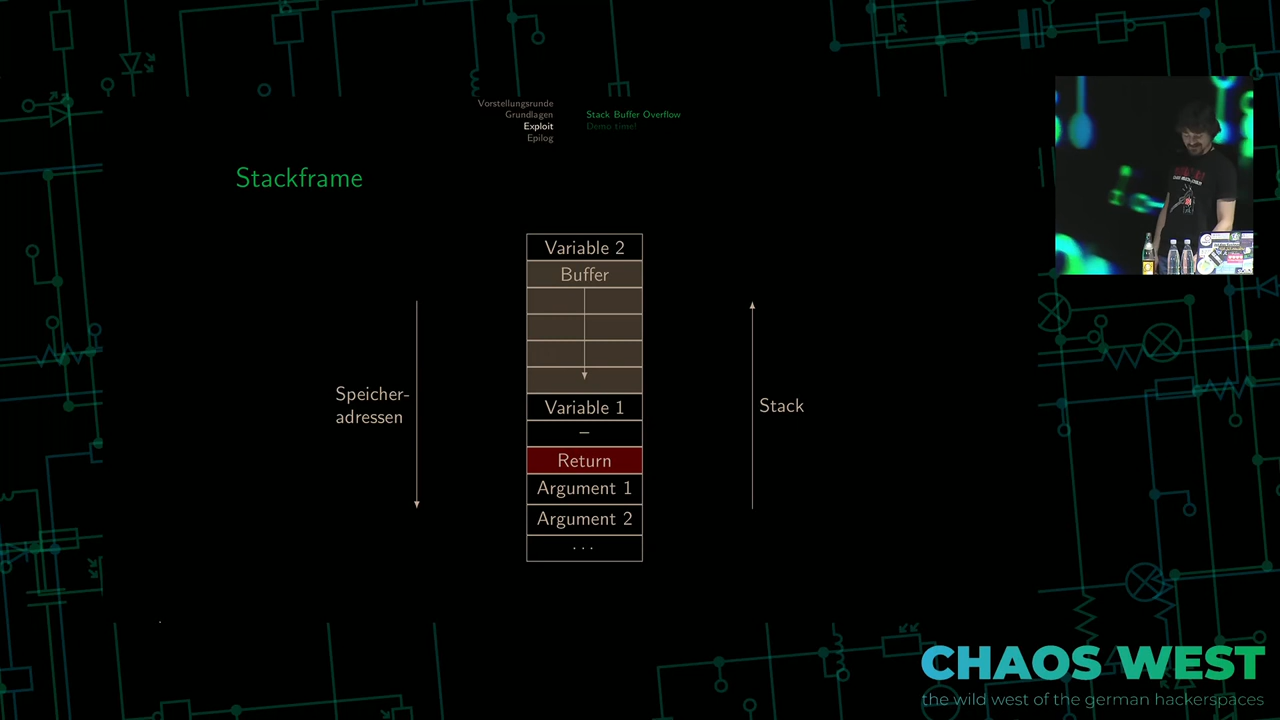 Vorstellungsrunde
Grundlagen
Exploit
Epilog
Stack Buffer Overflow
Demo time!
Stackframe
Variable 2
Buffer
Variable 1
–
Return
Argument 1
Argument 2
...
Speicher-
adressen
Stack
CHAOS WEST
the wild west of the german hackerspaces